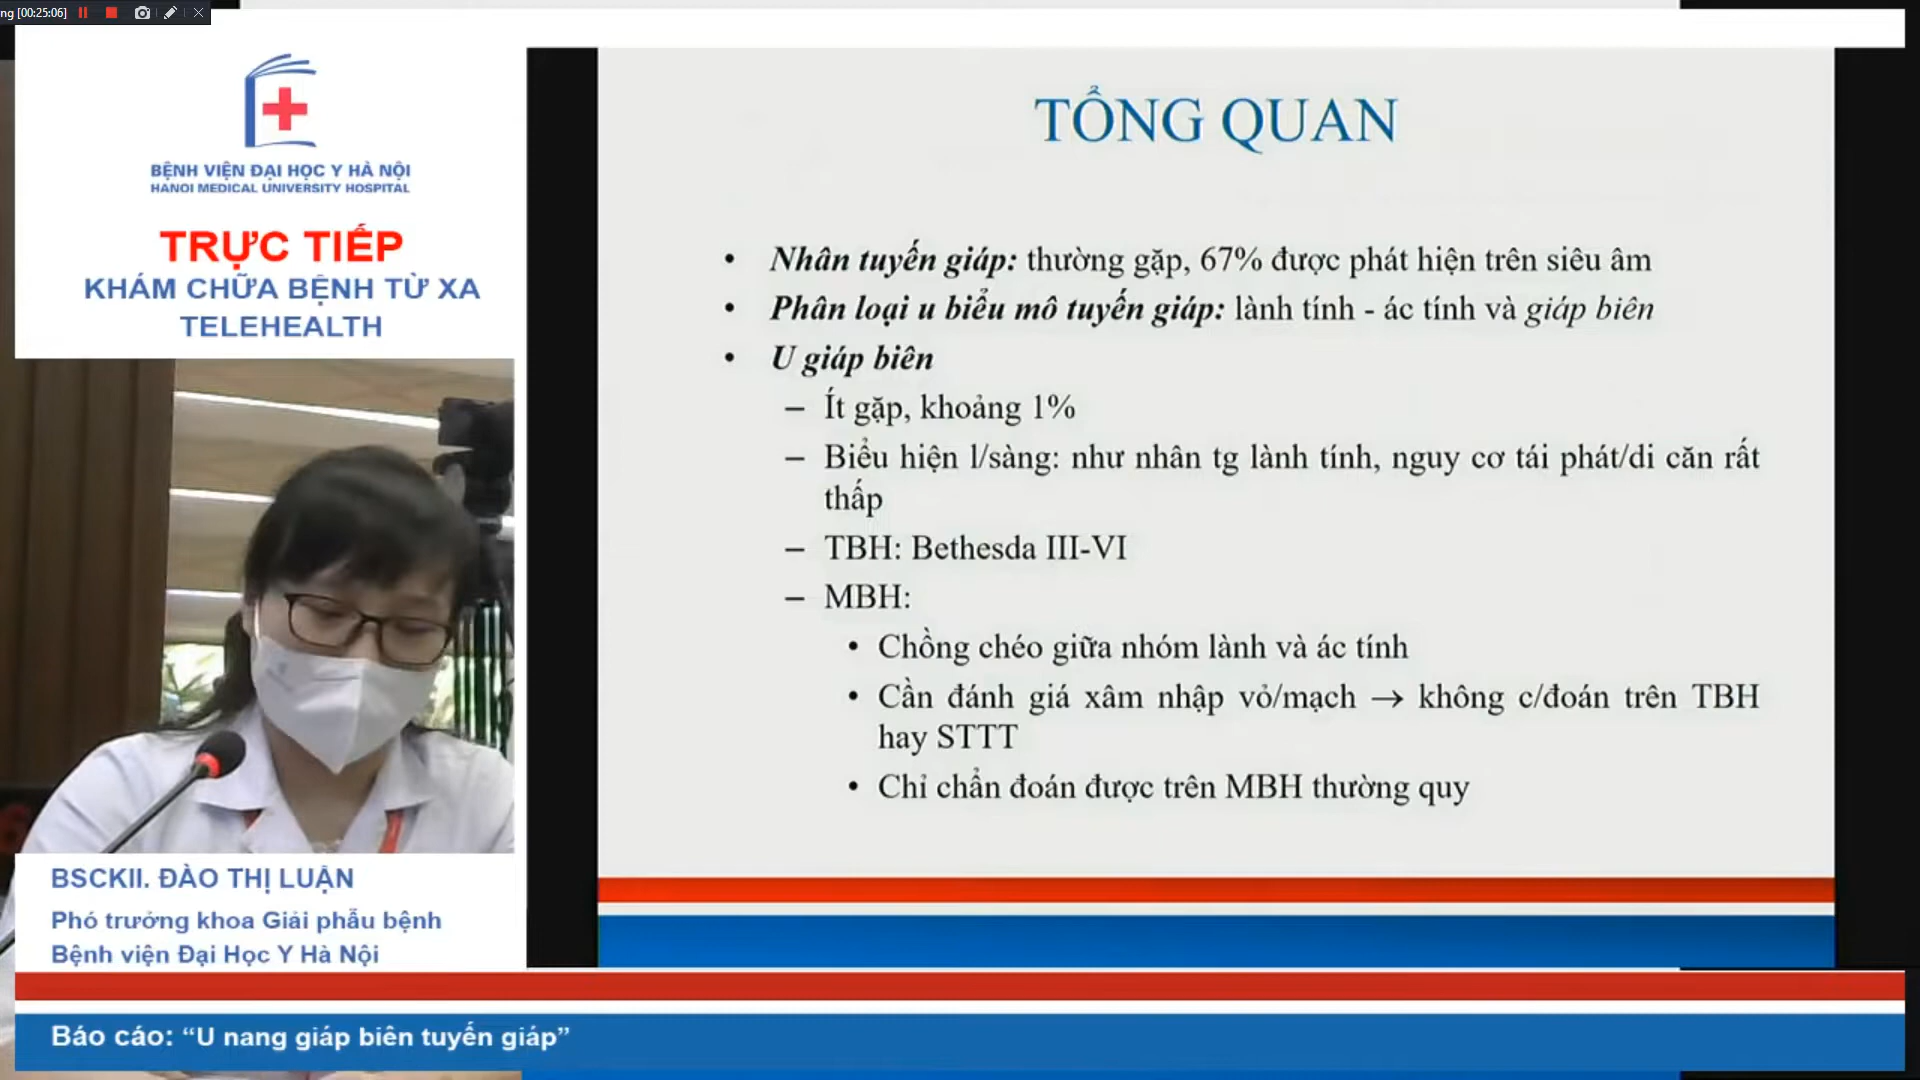 ng [00:25:06]
BỆNH VIỆN ĐẠI HỌC Y HÀ NỘI
HANOI MEDICAL UNIVERSITY HOSPITAL
TRỰC TIẾP
KHÁM CHỮA BỆNH TỪ XA
TELEHEALTH
BSCKII. ĐÀO THỊ LUẬN
Phó trưởng khoa Giải phẫu bệnh
Bệnh viện Đại Học Y Hà Nội
TỔNG QUAN
• Nhân tuyến giáp: thường gặp, 67% được phát hiện trên siêu âm
• Phân loại u biểu mô tuyến giáp: lành tính - ác tính và giáp biên
• U giáp biên
– Ít gặp, khoảng 1%
– Biểu hiện l/sàng: như nhân tg lành tính, nguy cơ tái phát/di căn rất
thấp
– TBH: Bethesda III-VI
– MBH:
• Chồng chéo giữa nhóm lành và ác tính
• Cần đánh giá xâm nhập vỏ/mạch → không c/đoán trên TBH
hay STTT
• Chỉ chẩn đoán được trên MBH thường quy
Báo cáo: “U nang giáp biên tuyến giáp”